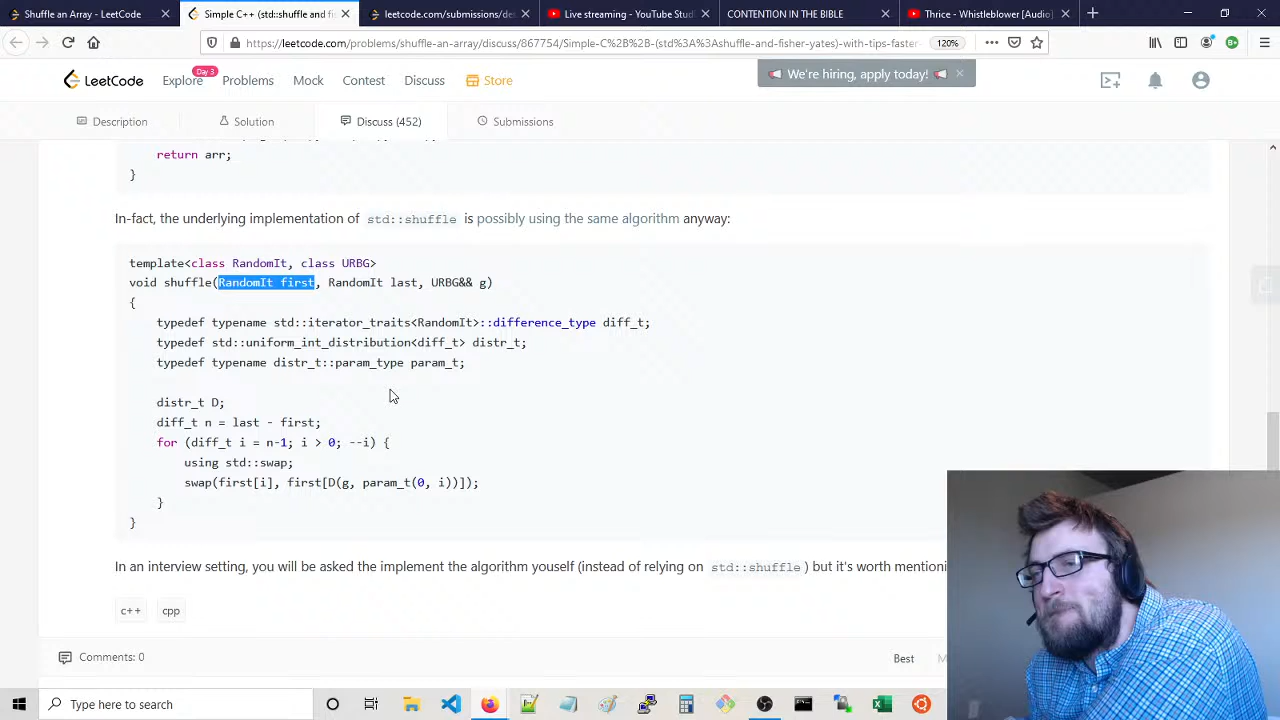 Shuffle an Array - LeetCode
Simple C++ (std::shuffle and fi
leetcode.com/submissions/de
Live streaming - YouTube Studi
CONTENTION IN THE BIBLE
Thrice - Whistleblower [Audio]
https://leetcode.com/problems/shuffle-an-array/discuss/867754/Simple-C%2B%2B-(std%3A%3Ashuffle-and-fisher-yates)-with-tips-faster-
120%
LeetCode
Explore
Day 3
Problems
Mock
Contest
Discuss
Store
We're hiring, apply today!
Description
Solution
Discuss (452)
Submissions
return arr;
}
In-fact, the underlying implementation of std::shuffle is possibly using the same algorithm anyway:
template<class RandomIt, class URBG>
void shuffle(RandomIt first, RandomIt last, URBG&& g)
{
typedef typename std::iterator_traits<RandomIt>::difference_type diff_t;
typedef std::uniform_int_distribution<diff_t> distr_t;
typedef typename distr_t::param_type param_t;
distr_t D;
diff_t n = last - first;
for (diff_t i = n-1; i > 0; --i) {
using std::swap;
swap(first[i], first[D(g, param_t(0, i))]);
}
}
In an interview setting, you will be asked the implement the algorithm youself (instead of relying on std::shuffle) but it's worth mentioni
c++
cpp
Comments: 0
Best
M
Type here to search